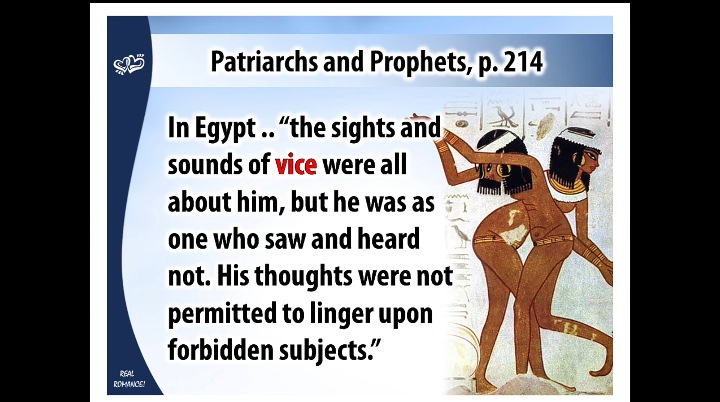 Patriarchs and Prophets, p. 214
In Egypt .. “the sights and
sounds of vice were all
about him, but he was as
one who saw and heard
not. His thoughts were not
permitted to linger upon
forbidden subjects.”
REAL
ROMANCE!